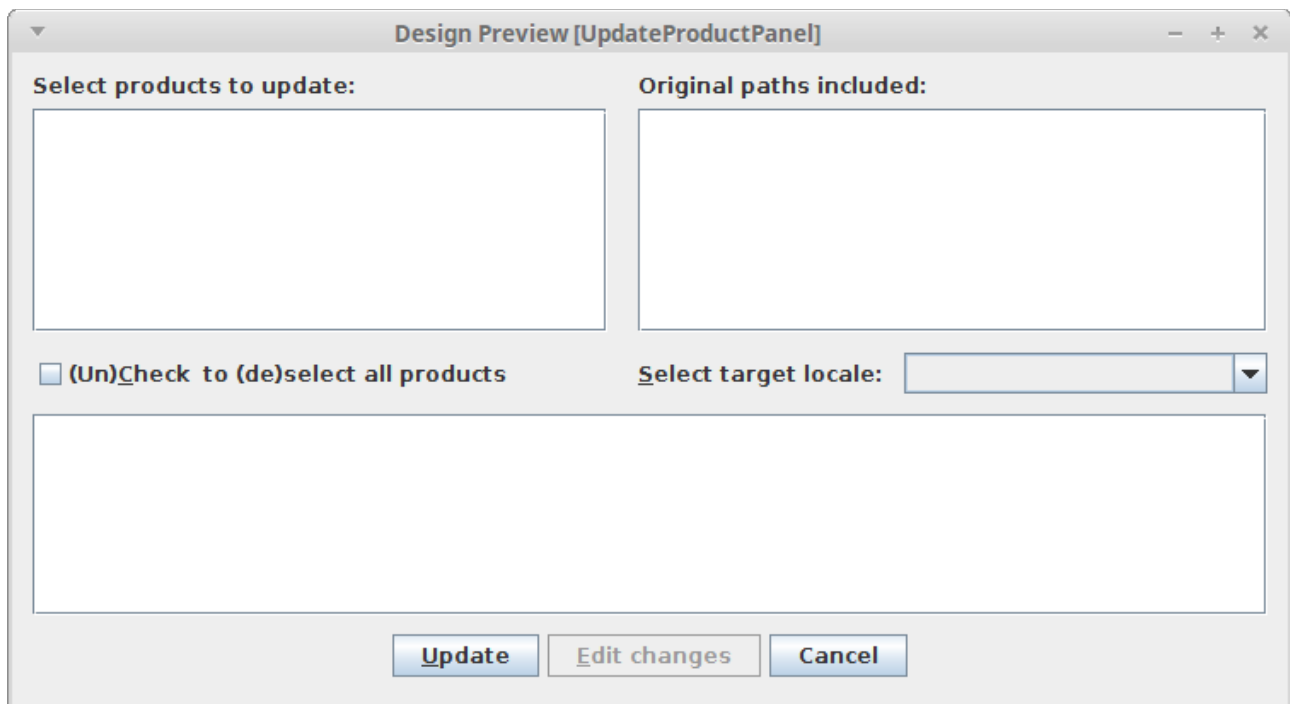 Design Preview [UpdateProductPanel]
Select products to update:
Original paths included:
(Un)Check to (de)select all products
Select target locale:
Update
Edit changes
Cancel